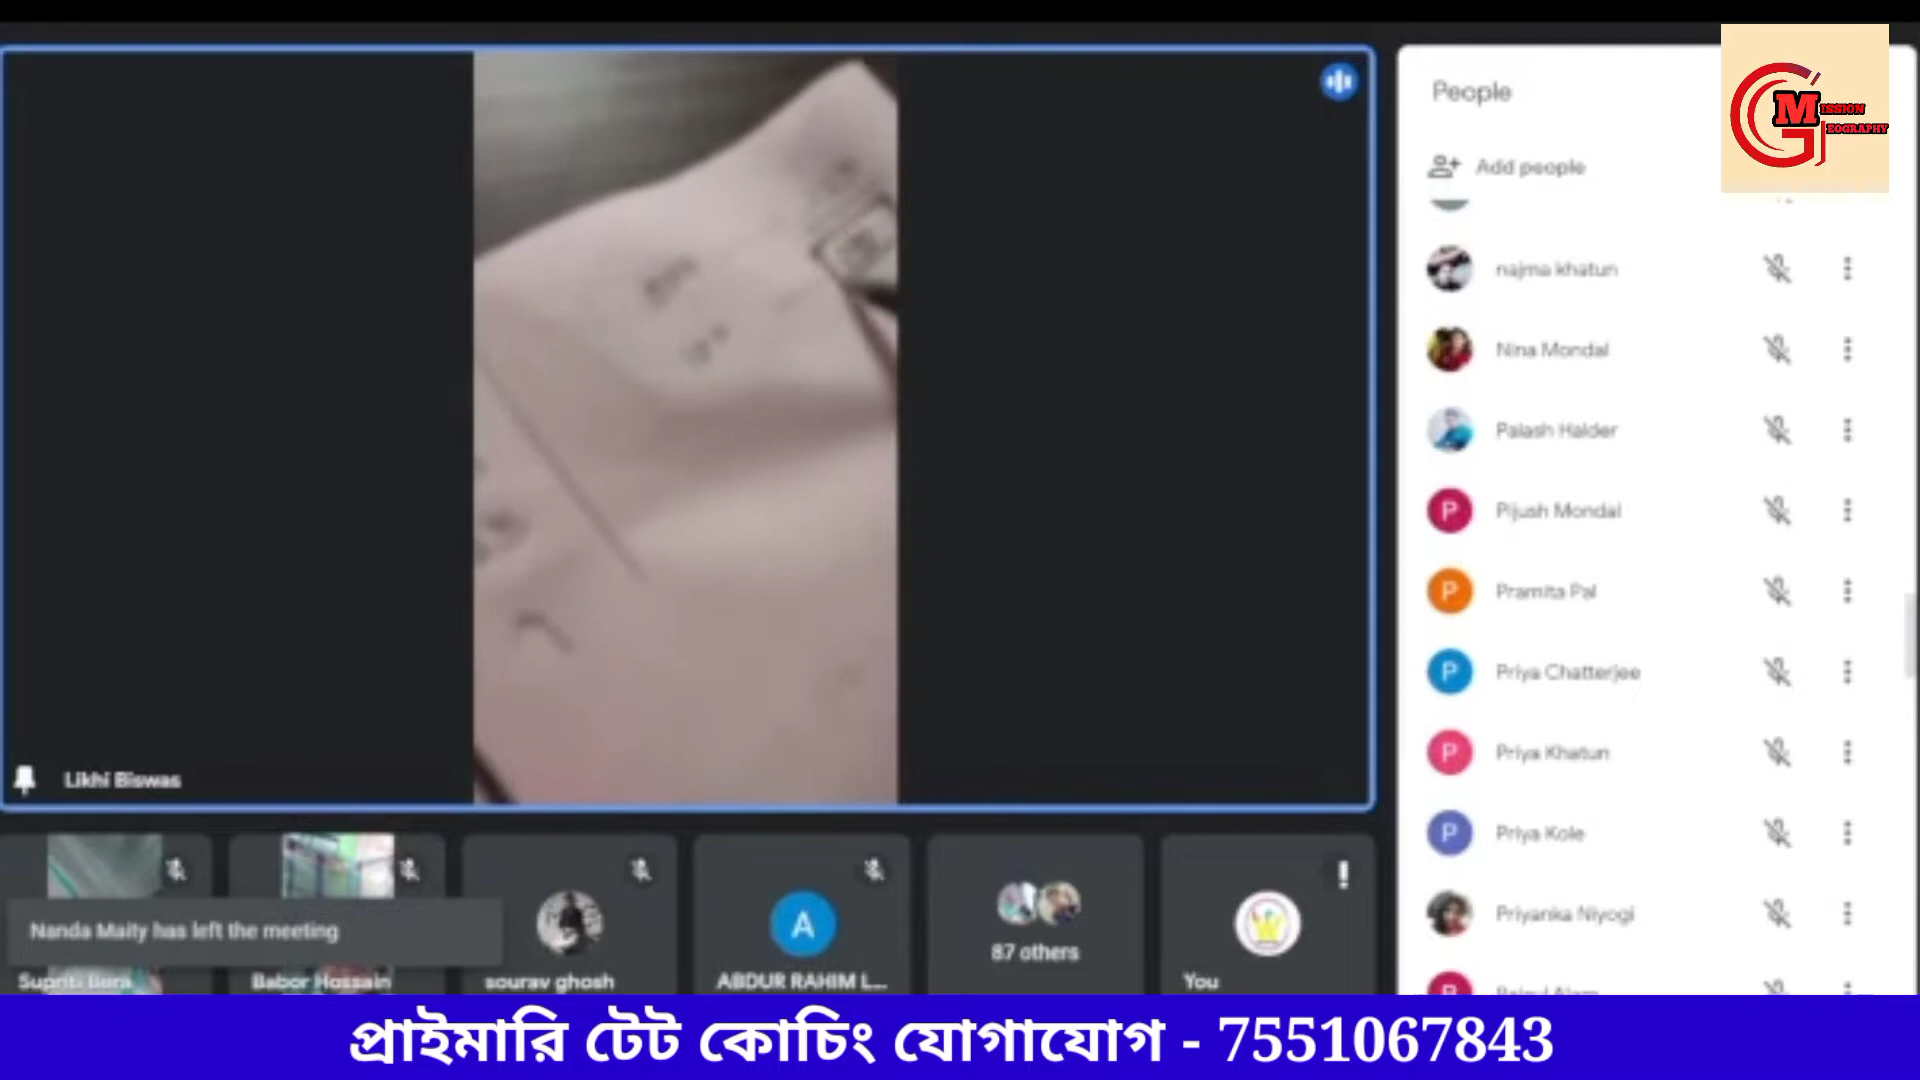 People
MISSION
GEOGRAPHY
Add people
najma khatun
Nina Mondal
Palash Halder
P Pijush Mondal
P Pramita Pal
P Priya Chatterjee
P Priya Khatun
P Priya Kole
Priyanka Niyogi
Likhi Biswas
Nanda Maity has left the meeting
Babor Hossain
sourav ghosh
A
ABDUR RAHIM L...
87 others
You
প্রাইমারি টেট কোচিং যোগাযোগ - 7551067843